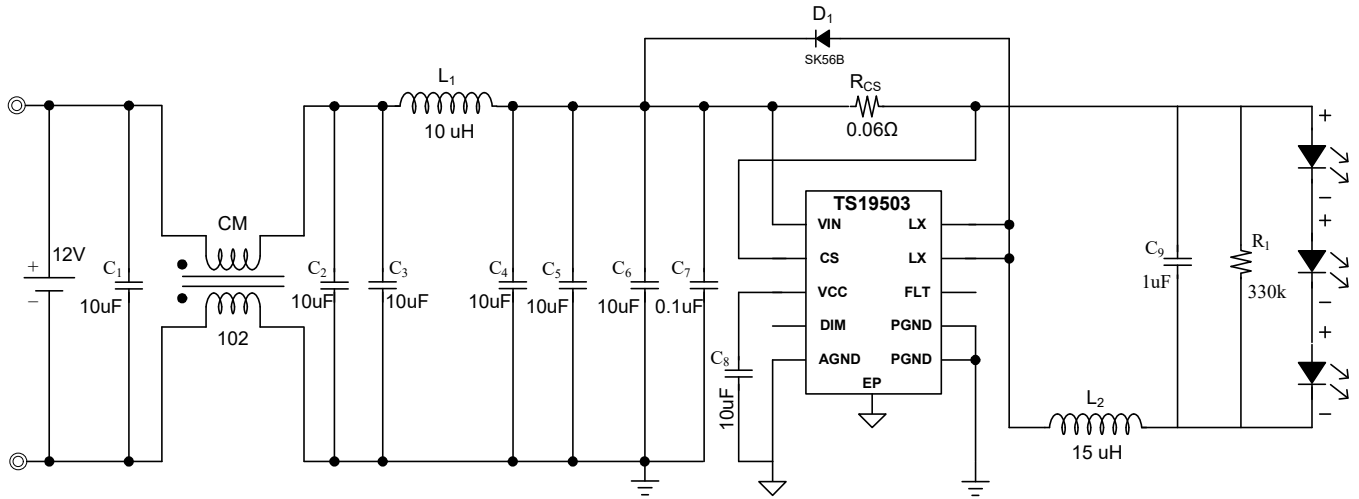 D₁
SK56B
L₁
10 uH
R_CS
0.06Ω
TS19503
VIN LX
CS LX
VCC FLT
DIM PGND
AGND PGND
EP
CM
102
+
12V
−
C₁
10uF
C₂
10uF
C₃
10uF
C₄
10uF
C₅
10uF
C₆
10uF
C₇
0.1uF
C₈
10uF
L₂
15 uH
C₉
1uF
R₁
330k
+
−
+
−
+
−